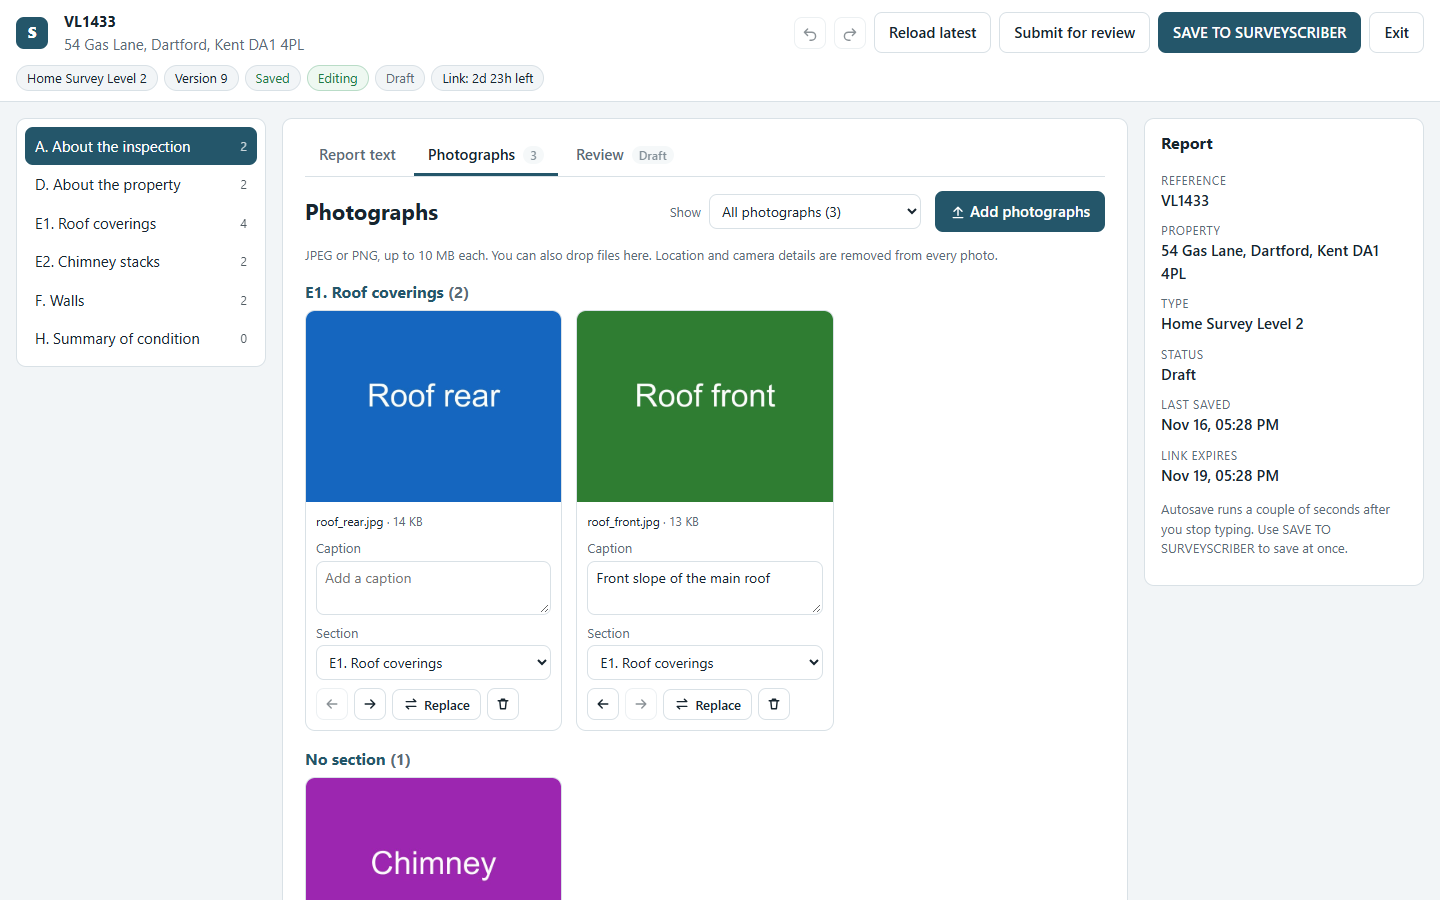 S
VL1433
54 Gas Lane, Dartford, Kent DA1 4PL
Reload latest
Submit for review
SAVE TO SURVEYSCRIBER
Exit
Home Survey Level 2
Version 9
Saved
Editing
Draft
Link: 2d 23h left
A. About the inspection 2
D. About the property 2
E1. Roof coverings 4
E2. Chimney stacks 2
F. Walls 2
H. Summary of condition 0
Report text
Photographs 3
Review Draft
Photographs
Show
All photographs (3)
Add photographs
JPEG or PNG, up to 10 MB each. You can also drop files here. Location and camera details are removed from every photo.
E1. Roof coverings (2)
Roof rear
roof_rear.jpg · 14 KB
Caption
Add a caption
Section
E1. Roof coverings
Replace
Roof front
roof_front.jpg · 13 KB
Caption
Front slope of the main roof
Section
E1. Roof coverings
Replace
No section (1)
Chimney
Report
REFERENCE
VL1433
PROPERTY
54 Gas Lane, Dartford, Kent DA1
4PL
TYPE
Home Survey Level 2
STATUS
Draft
LAST SAVED
Nov 16, 05:28 PM
LINK EXPIRES
Nov 19, 05:28 PM
Autosave runs a couple of seconds after
you stop typing. Use SAVE TO
SURVEYSCRIBER to save at once.